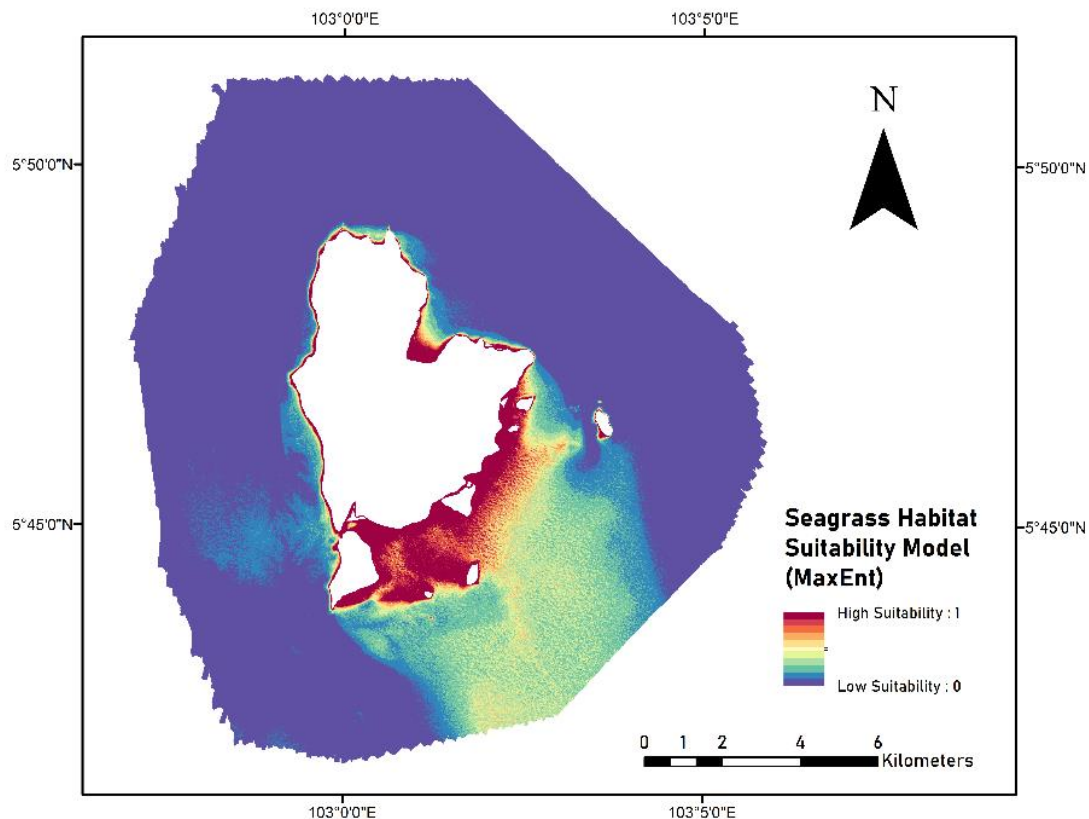 103°0'0"E 103°5'0"E
N
5°50'0"N 5°50'0"N
5°45'0"N 5°45'0"N
Seagrass Habitat
Suitability Model
(MaxEnt)
High Suitability : 1
Low Suitability : 0
0 1 2 4 6
Kilometers
103°0'0"E 103°5'0"E